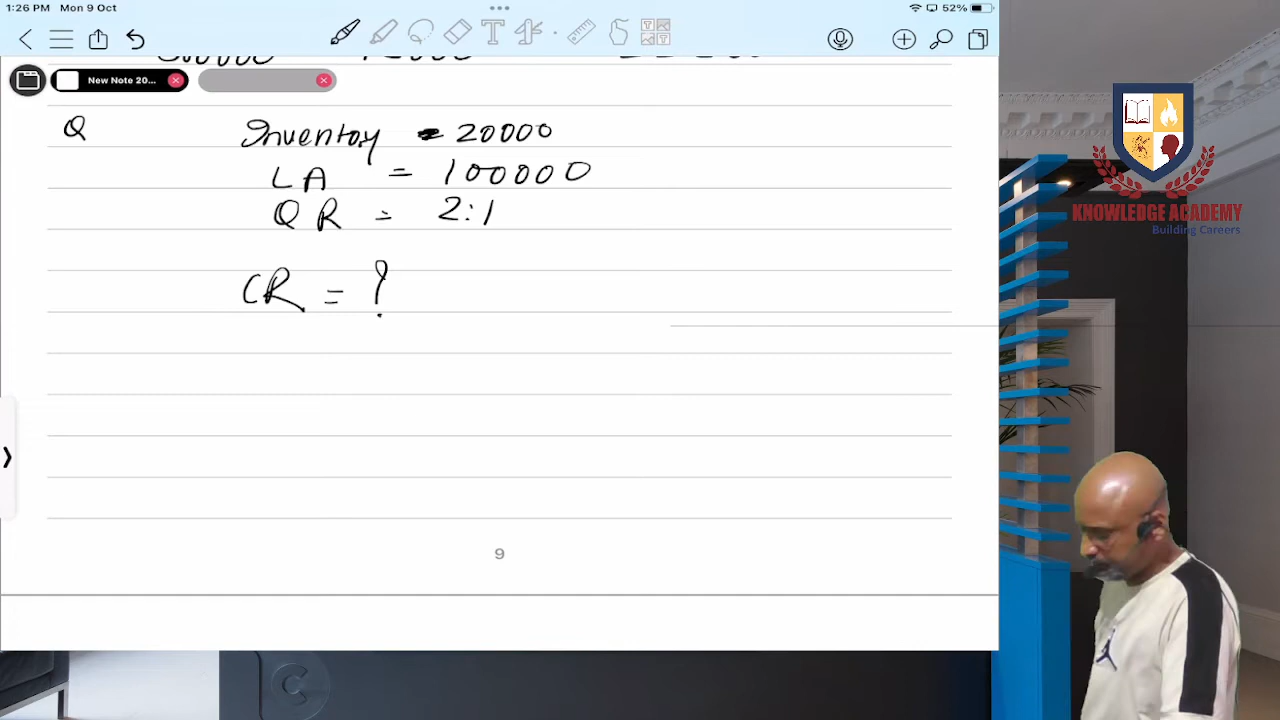 1:26 PM Mon 9 Oct
52%
New Note 20...
Q Inventory = 20000
LA = 100000
QR = 2:1
CR = ?
9
KNOWLEDGE ACADEMY
Building Careers